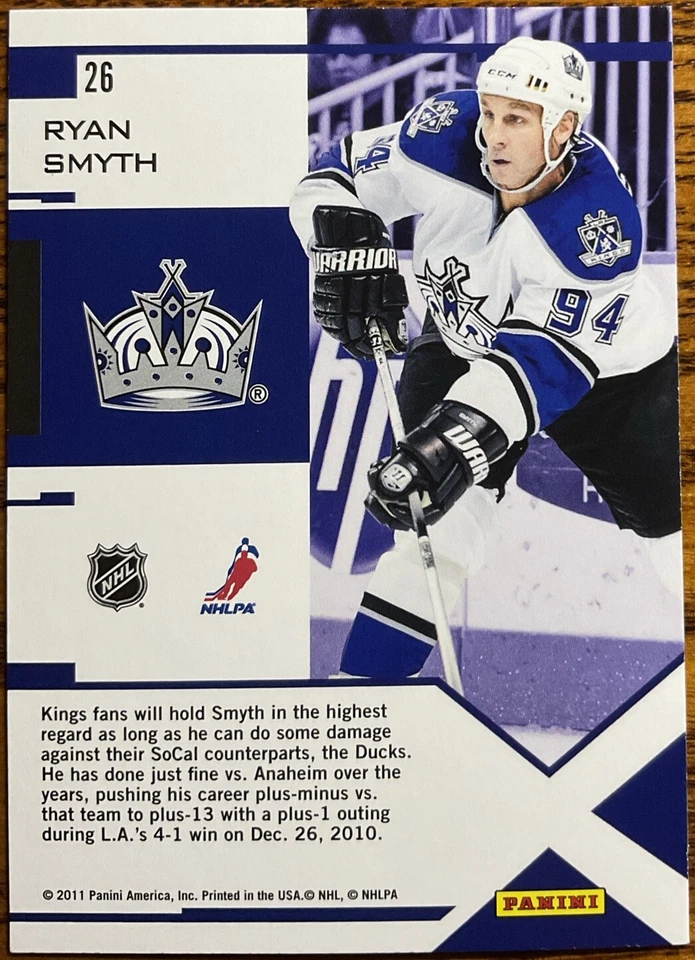 26
RYAN
SMYTH
CCM
94
WARRIOR
KINGS
94
hp
WARR
®
NHL
NHLPA
Kings fans will hold Smyth in the highest
regard as long as he can do some damage
against their SoCal counterparts, the Ducks.
He has done just fine vs. Anaheim over the
years, pushing his career plus-minus vs.
that team to plus-13 with a plus-1 outing
during L.A.'s 4-1 win on Dec. 26, 2010.
© 2011 Panini America, Inc. Printed in the USA.© NHL, © NHLPA
PANINI